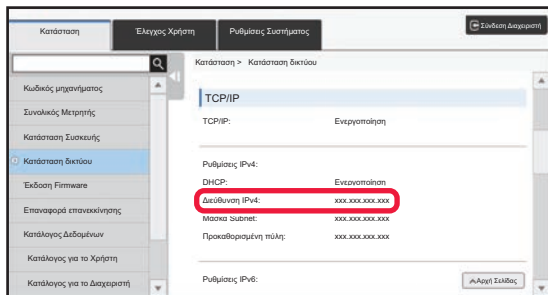 Κατάσταση
Έλεγχος Χρήστη
Ρυθμίσεις Συστήματος
Σύνδεση Διαχειριστή
Κατάσταση > Κατάσταση δικτύου
Κωδικός μηχανήματος
Συνολικός Μετρητής
Κατάσταση Συσκευής
Κατάσταση δικτύου
Έκδοση Firmware
Επαναφορά επανεκκίνησης
Κατάλογος Δεδομένων
Κατάλογος για το Χρήστη
Κατάλογος για το Διαχειριστή
TCP/IP
TCP/IP: Ενεργοποίηση
Ρυθμίσεις IPv4:
DHCP: Ενεργοποίηση
Διεύθυνση IPv4: xxx.xxx.xxx.xxx
Μάσκα Subnet: xxx.xxx.xxx.xxx
Προκαθορισμένη πύλη: xxx.xxx.xxx.xxx
Ρυθμίσεις IPv6:
Αρχή Σελίδας